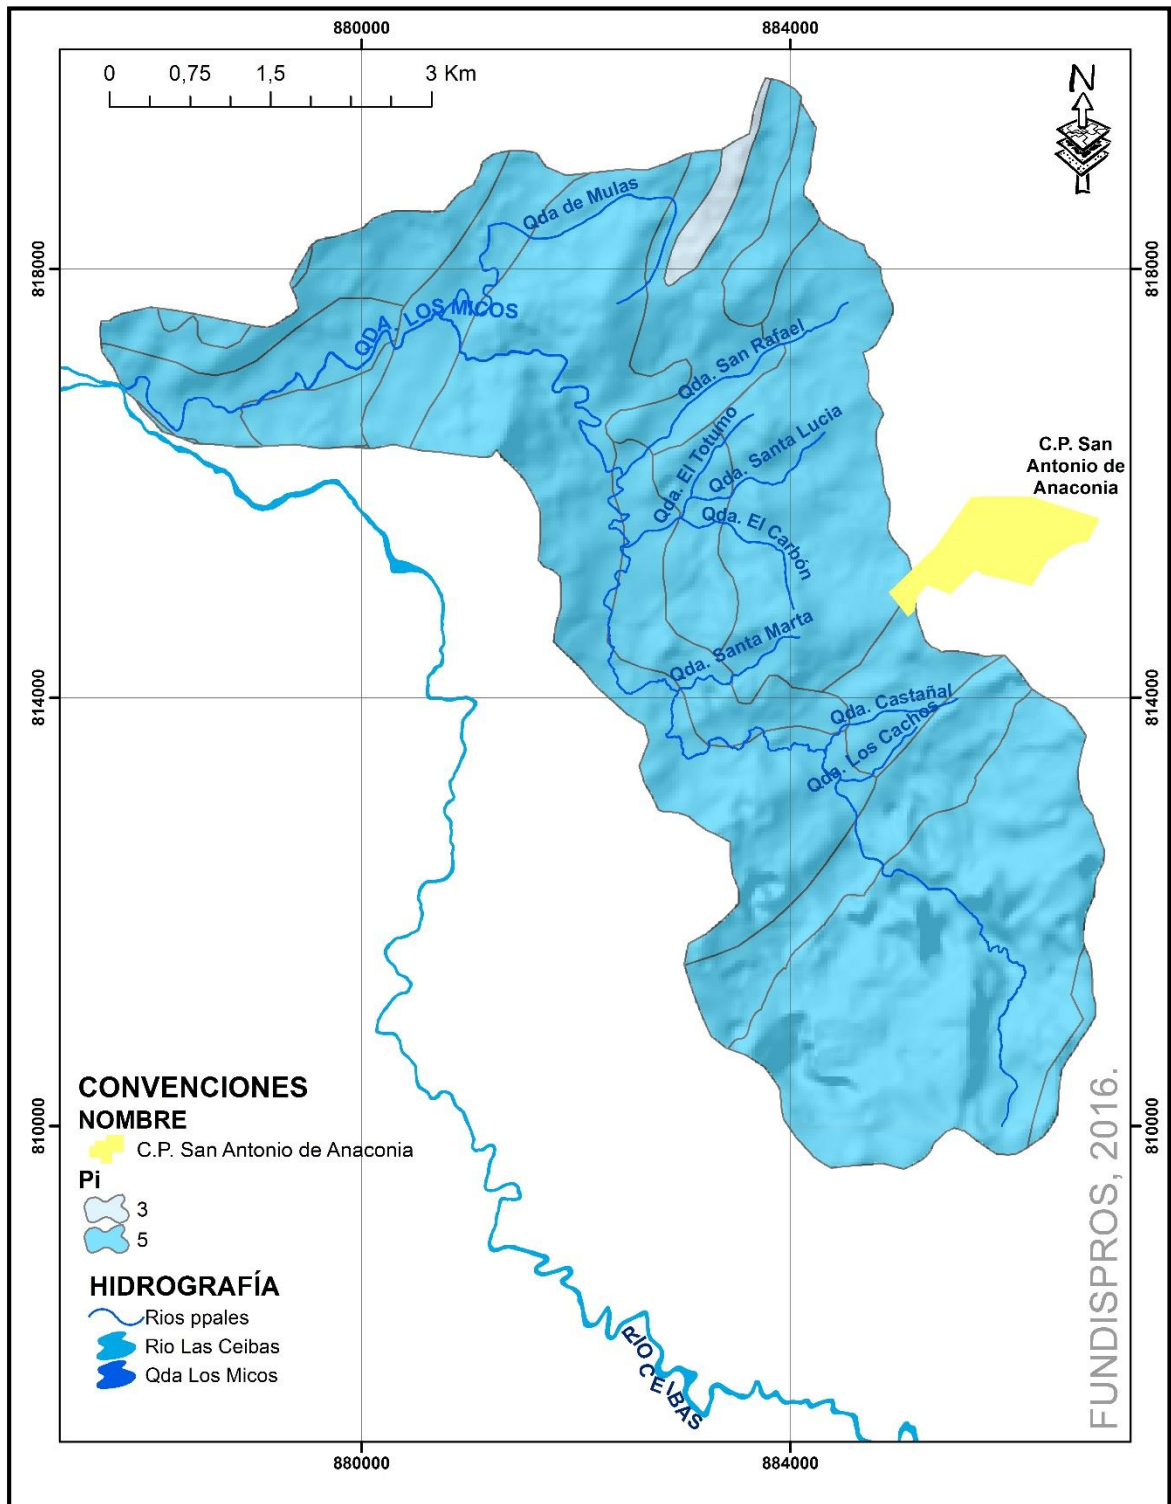 880000
884000
0 0,75 1,5 3 Km
N
Qda de Mulas
818000
818000
QDA. LOS MICOS
Qda. San Rafael
Qda. El Totumo
Qda. Santa Lucia
C.P. San
Antonio de
Anaconia
Qda. El Carbón
Qda. Santa Marta
814000
814000
Qda. Castañal
Qda. Los Cachos
CONVENCIONES
NOMBRE
C.P. San Antonio de Anaconia
Pi
3
5
HIDROGRAFÍA
Rios ppales
Rio Las Ceibas
Qda Los Micos
810000
810000
RIO CEIBAS
FUNDISPROS, 2016.
880000
884000